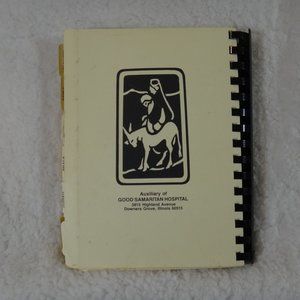 Auxiliary of
GOOD SAMARITAN HOSPITAL
3815 Highland Avenue
Downers Grove, Illinois 60515